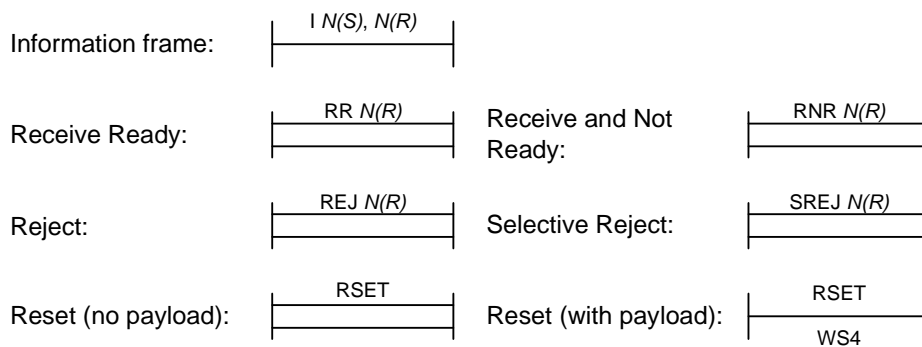 Information frame:
I N(S), N(R)
Receive Ready:
RR N(R)
Receive and Not
Ready:
RNR N(R)
Reject:
REJ N(R)
Selective Reject:
SREJ N(R)
Reset (no payload):
RSET
Reset (with payload):
RSET
WS4